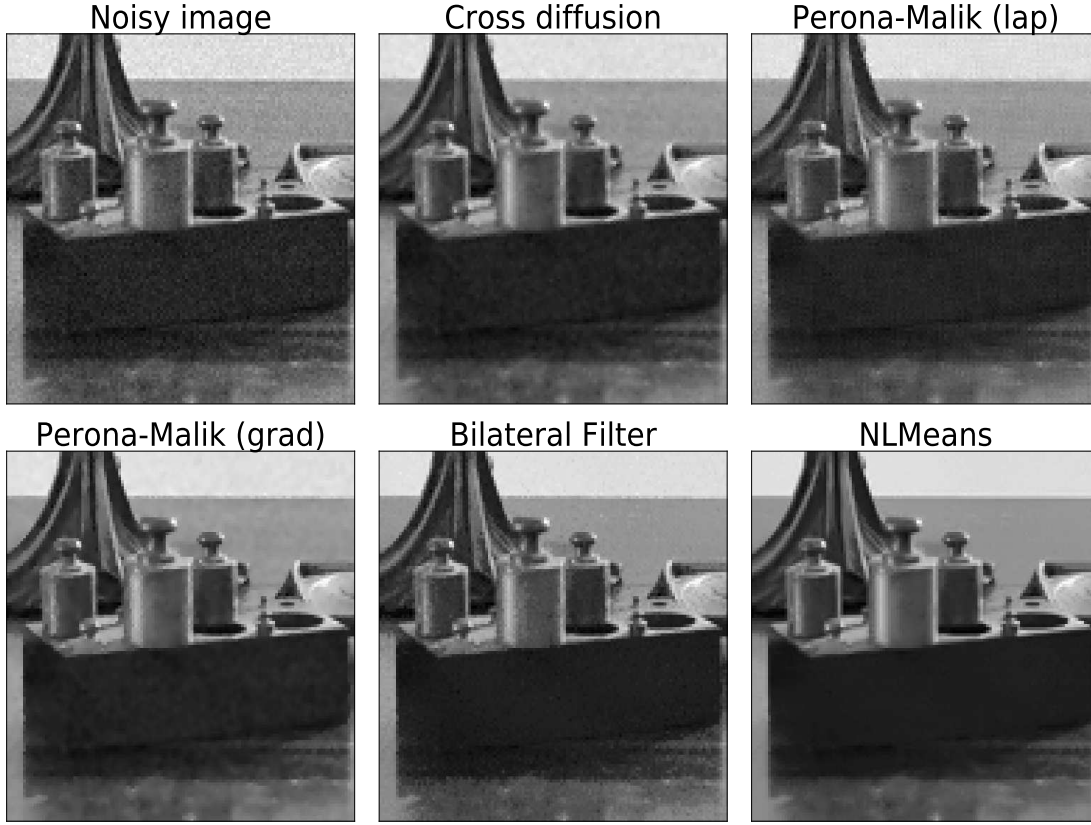 Noisy image
Cross diffusion
Perona-Malik (lap)
Perona-Malik (grad)
Bilateral Filter
NLMeans